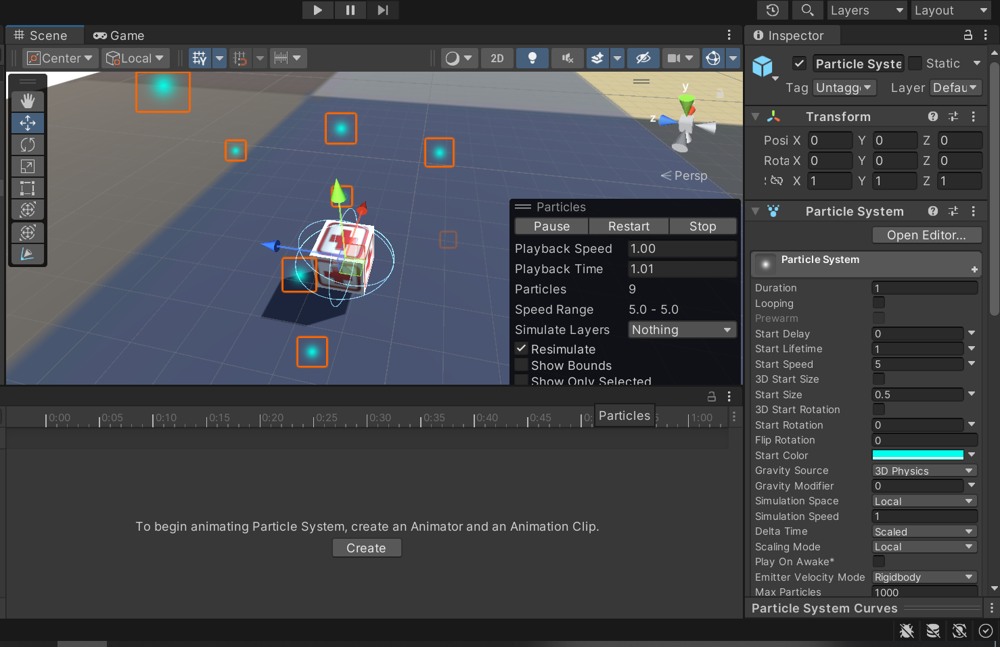 Layers
Layout
Scene
Game
Inspector
Center
Local
2D
Particle Syste
Static
Tag
Untagg
Layer
Defau
y
z
Persp
Transform
Posi X 0 Y 0 Z 0
Rota X 0 Y 0 Z 0
X 1 Y 1 Z 1
Particle System
Open Editor...
Particle System
Particles
Pause Restart Stop
Playback Speed 1.00
Playback Time 1.01
Particles 9
Speed Range 5.0 - 5.0
Simulate Layers Nothing
Resimulate
Show Bounds
Show Only Selected
Duration 1
Looping
Prewarm
Start Delay 0
Start Lifetime 1
Start Speed 5
3D Start Size
Start Size 0.5
3D Start Rotation
Start Rotation 0
Flip Rotation 0
Start Color
Gravity Source 3D Physics
Gravity Modifier 0
Simulation Space Local
Simulation Speed 1
Delta Time Scaled
Scaling Mode Local
Play On Awake*
Emitter Velocity Mode Rigidbody
Max Particles 1000
Particle System Curves
0:00 0:05 0:10 0:15 0:20 0:25 0:30 0:35 0:40 0:45 0: 5 1:00
Particles
To begin animating Particle System, create an Animator and an Animation Clip.
Create